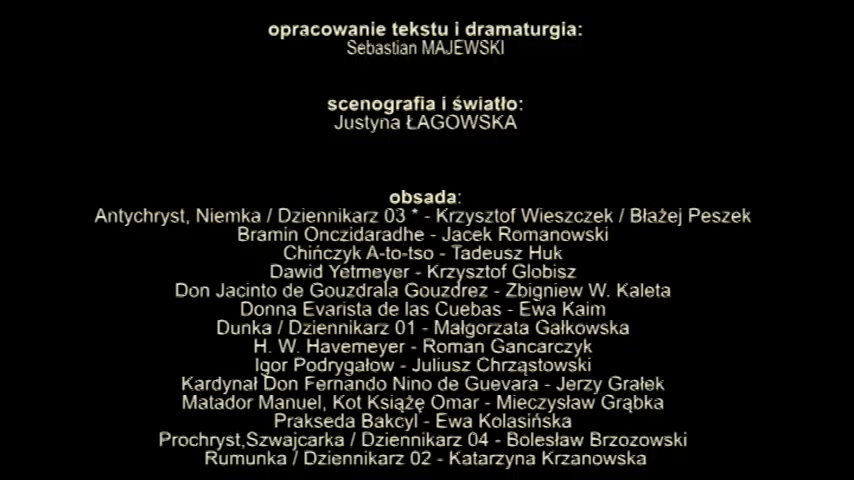 opracowanie tekstu i dramaturgia:
Sebastian MAJEWSKI
scenografia i światło:
Justyna ŁAGOWSKA
obsada:
Antychryst, Niemka / Dziennikarz 03 * - Krzysztof Wieszczek / Błażej Peszek
Bramin Onczidaradhe - Jacek Romanowski
Chińczyk A-to-tso - Tadeusz Huk
Dawid Yetmeyer - Krzysztof Globisz
Don Jacinto de Gouzdrala Gouzdrez - Zbigniew W. Kaleta
Donna Evarista de las Cuebas - Ewa Kaim
Dunka / Dziennikarz 01 - Małgorzata Gałkowska
H. W. Havemeyer - Roman Gancarczyk
Igor Podrygałow - Juliusz Chrząstowski
Kardynał Don Fernando Nino de Guevara - Jerzy Grałek
Matador Manuel, Kot Książę Omar - Mieczysław Grąbka
Prakseda Bakcyl - Ewa Kolasińska
Prochryst,Szwajcarka / Dziennikarz 04 - Bolesław Brzozowski
Rumunka / Dziennikarz 02 - Katarzyna Krzanowska